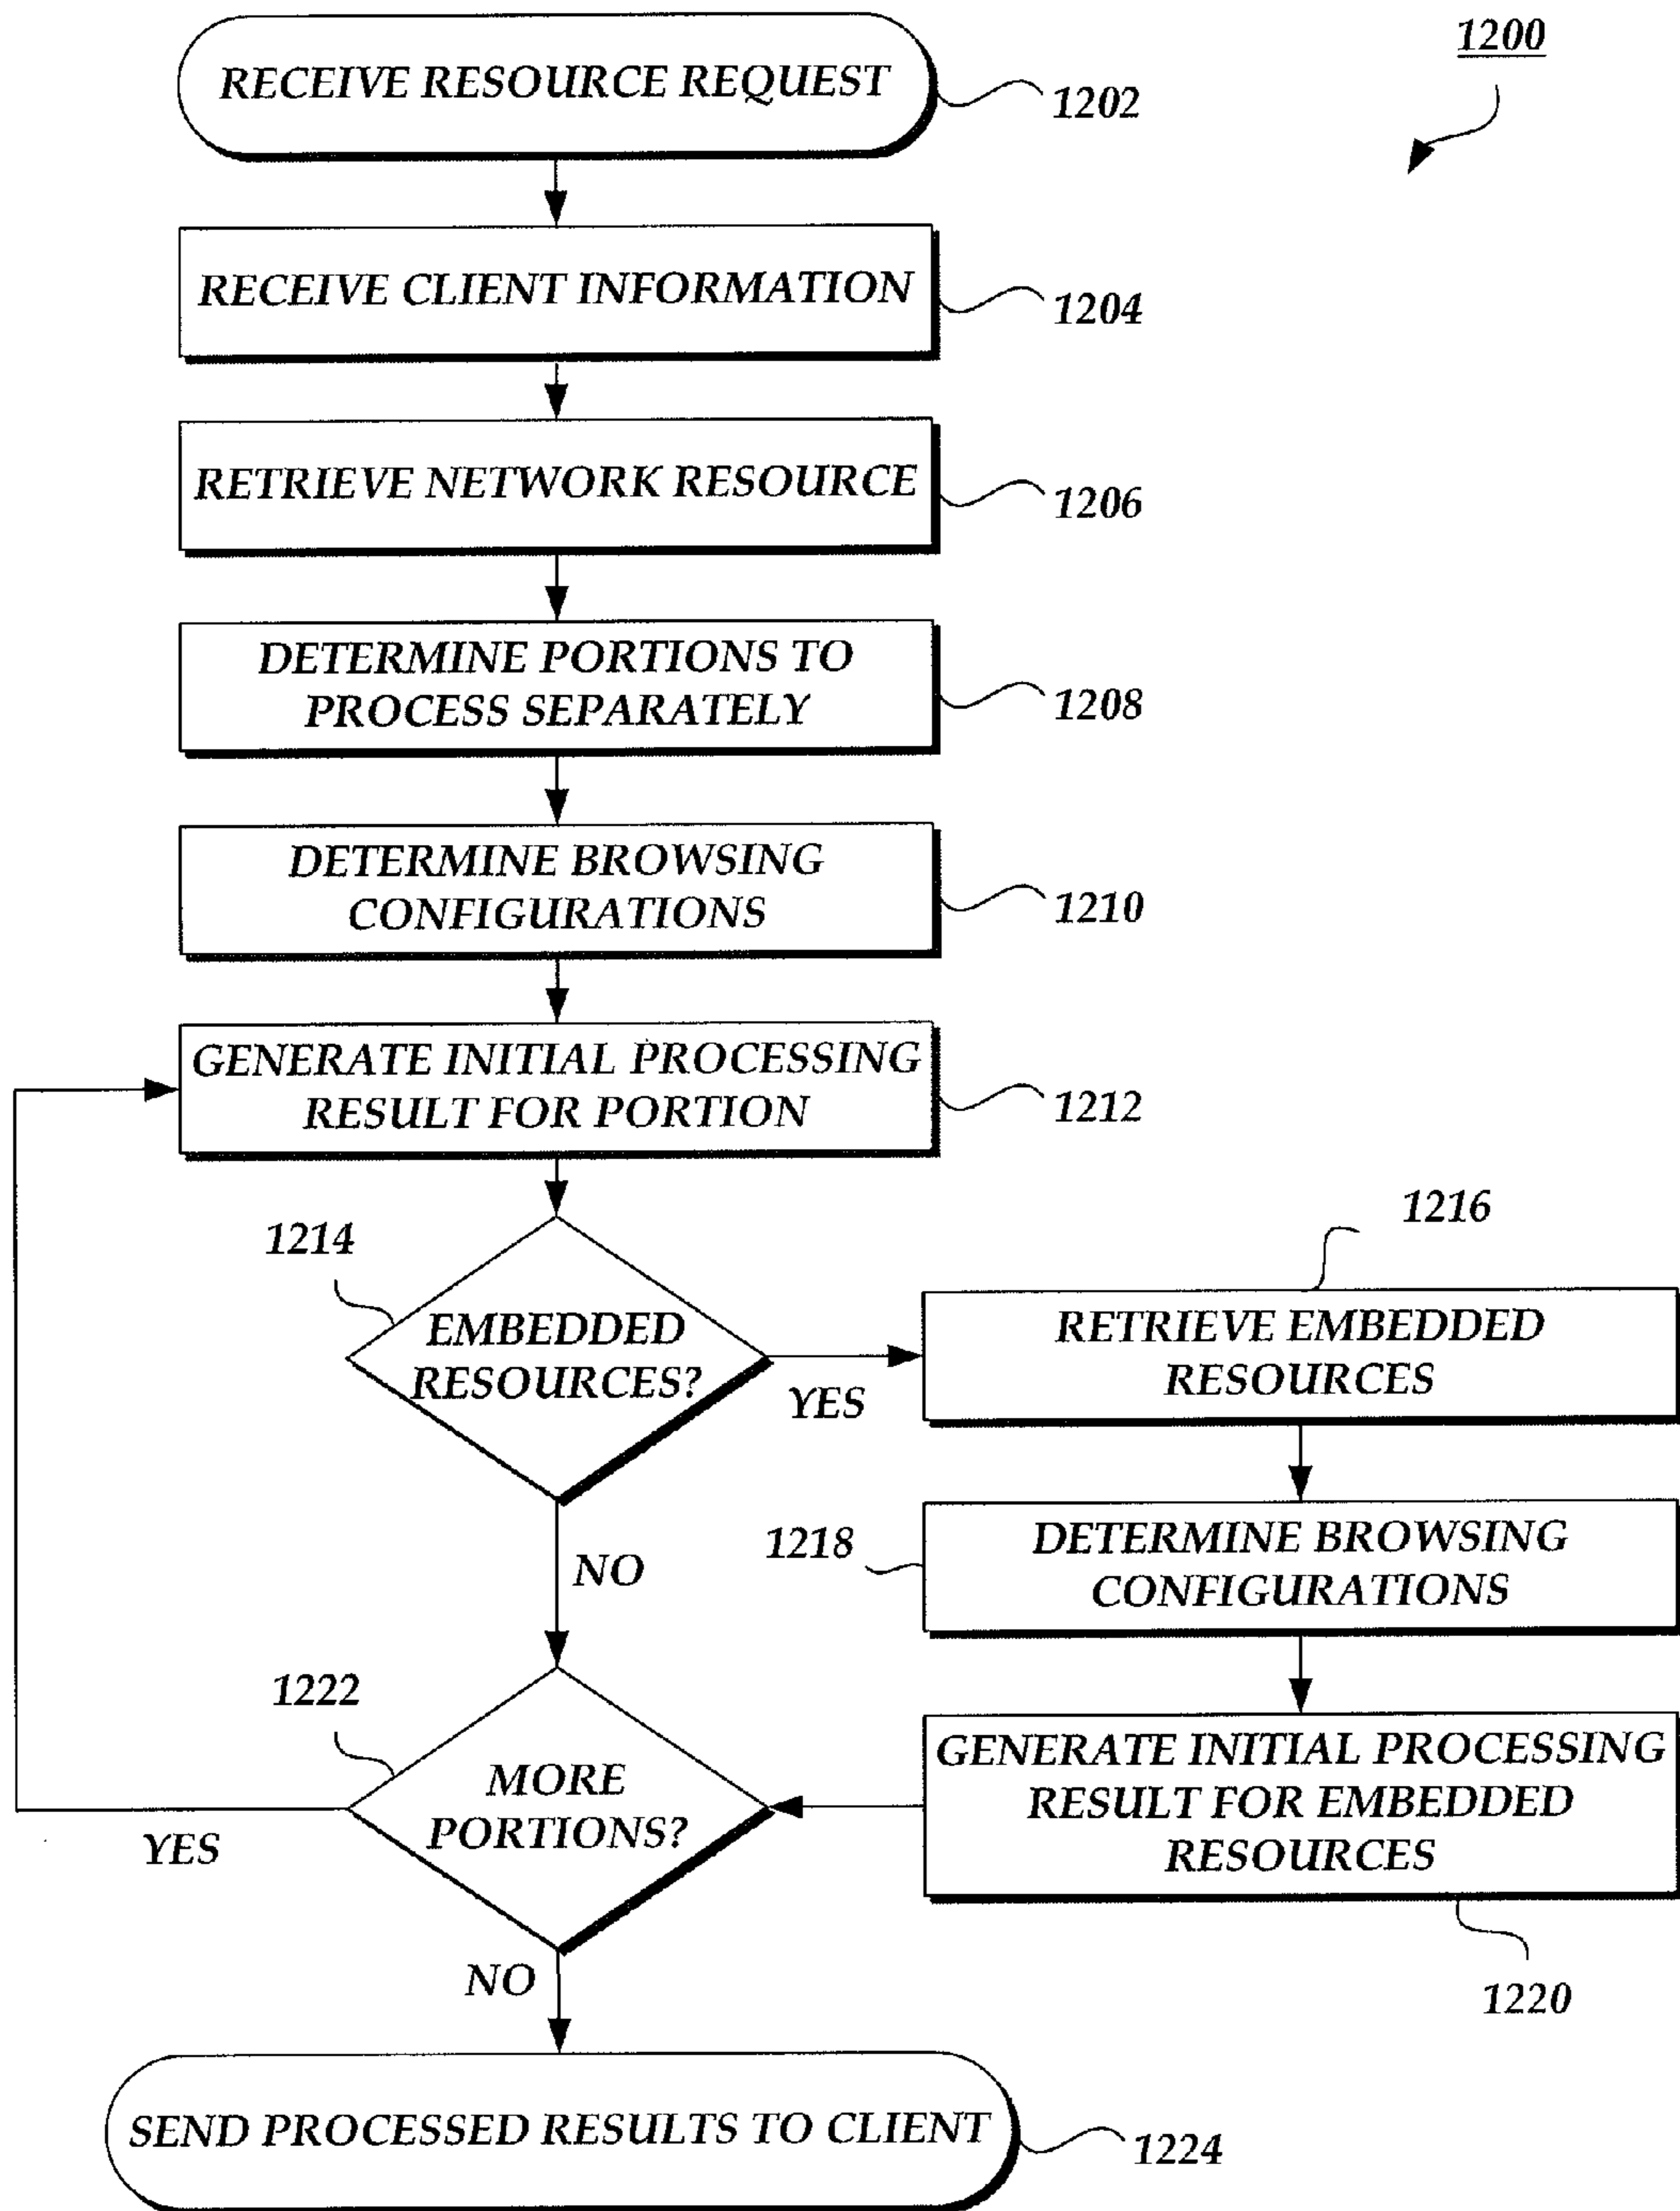 1200
RECEIVE RESOURCE REQUEST
1202
RECEIVE CLIENT INFORMATION
1204
RETRIEVE NETWORK RESOURCE
1206
DETERMINE PORTIONS TO
PROCESS SEPARATELY
1208
DETERMINE BROWSING
CONFIGURATIONS
1210
GENERATE INITIAL PROCESSING
RESULT FOR PORTION
1212
1214
EMBEDDED
RESOURCES?
YES
NO
1216
RETRIEVE EMBEDDED
RESOURCES
1218
DETERMINE BROWSING
CONFIGURATIONS
GENERATE INITIAL PROCESSING
RESULT FOR EMBEDDED
RESOURCES
1220
1222
MORE
PORTIONS?
YES
NO
SEND PROCESSED RESULTS TO CLIENT
1224